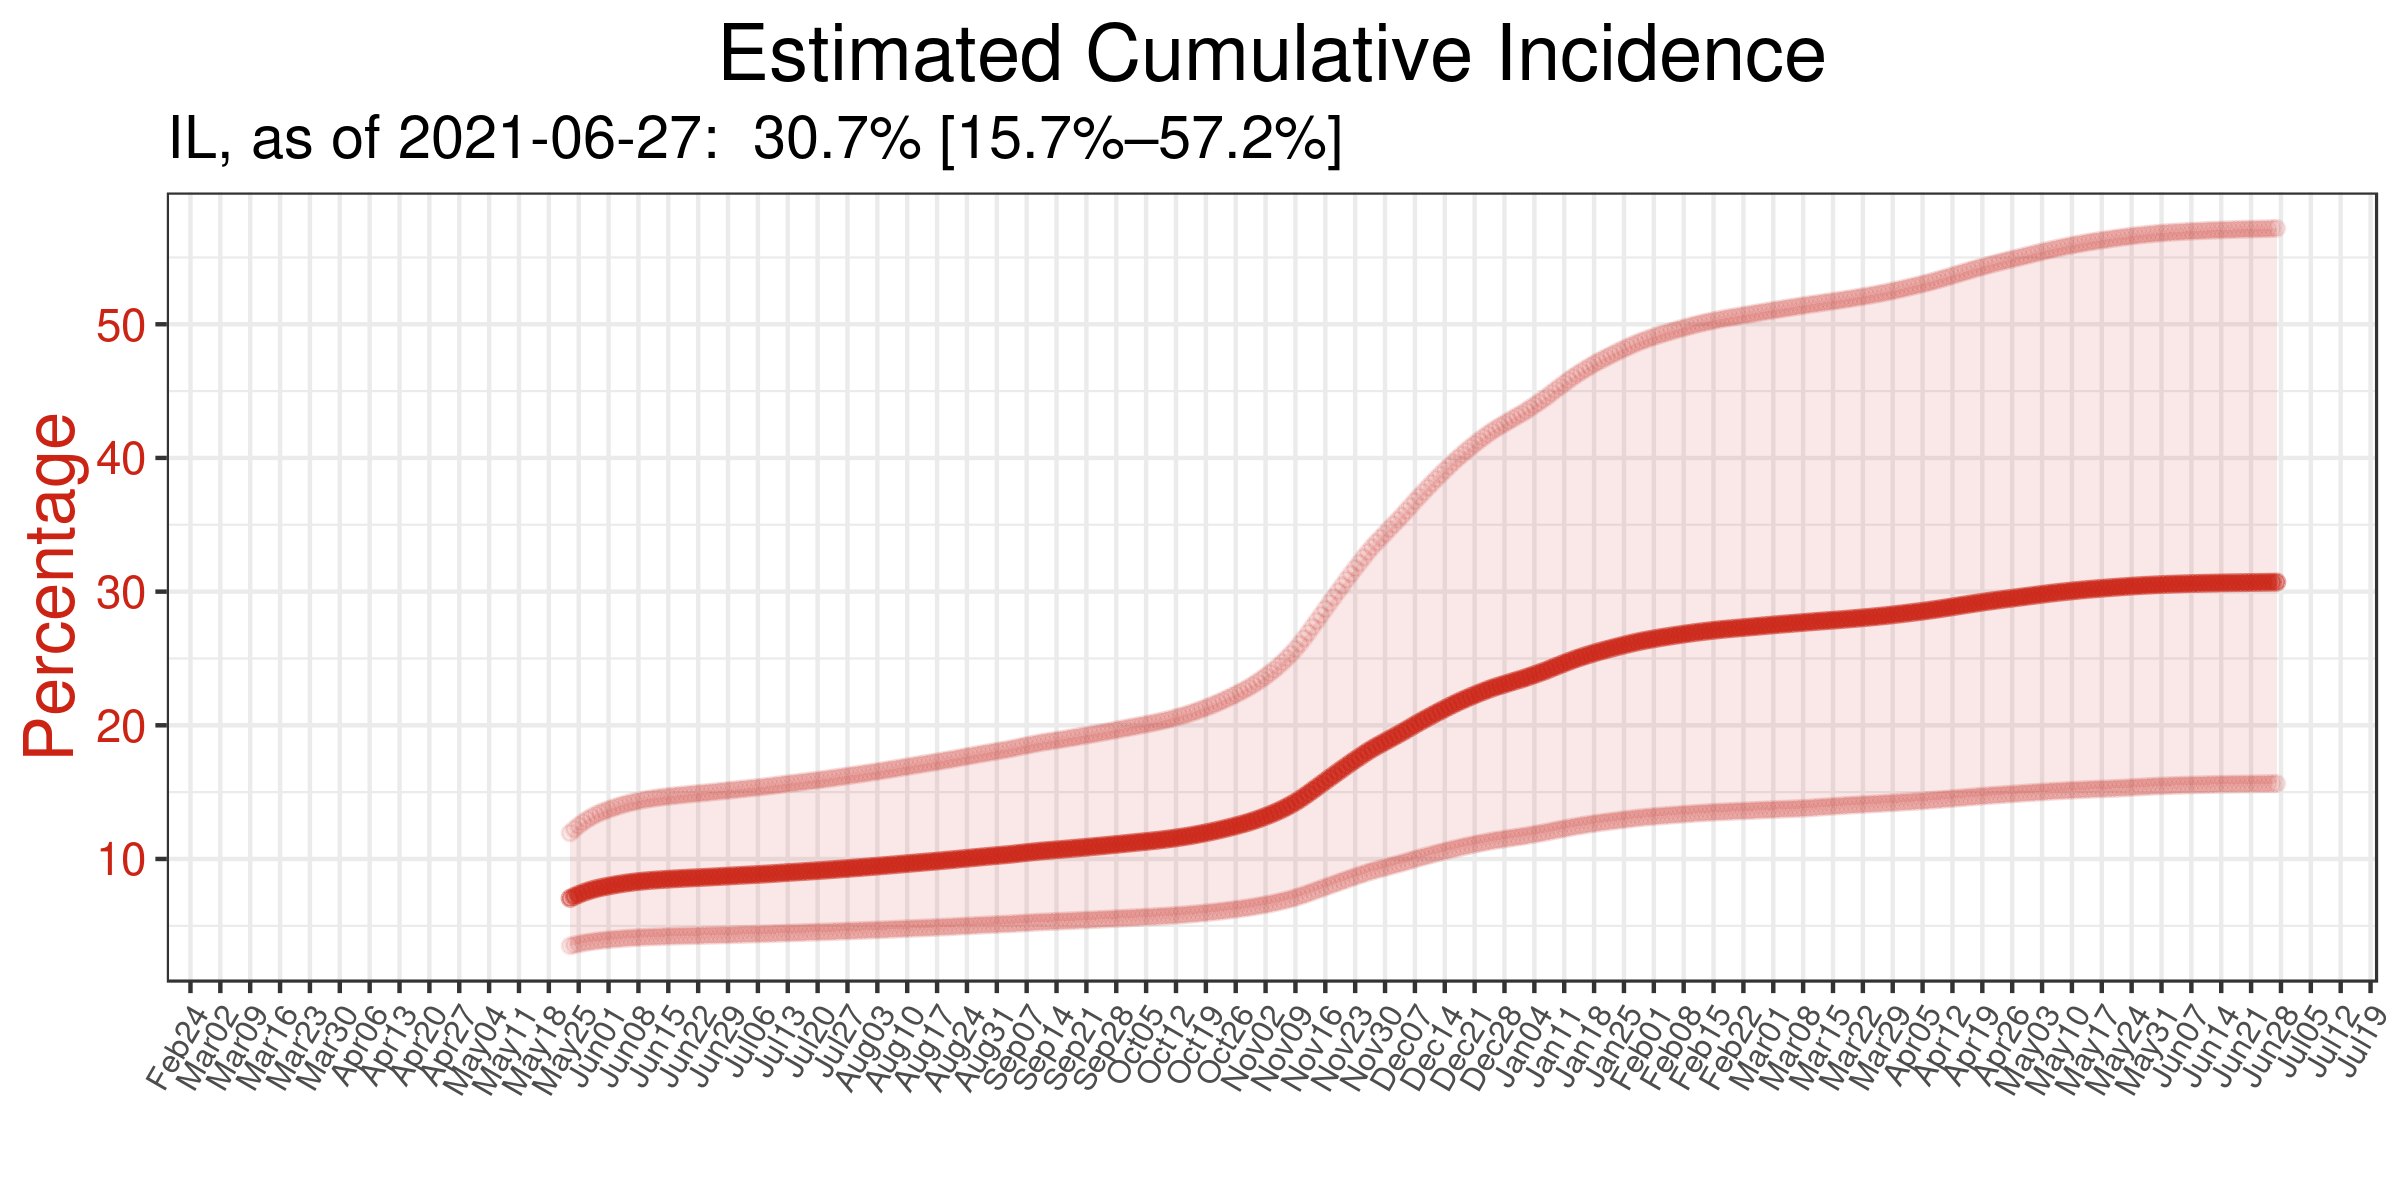 Estimated Cumulative Incidence
IL, as of 2021-06-27: 30.7% [15.7%–57.2%]
Percentage
50
40
30
20
10
Feb24
Mar02
Mar09
Mar16
Mar23
Mar30
Apr06
Apr13
Apr20
Apr27
May04
May11
May18
May25
Jun01
Jun08
Jun15
Jun22
Jun29
Jul06
Jul13
Jul20
Jul27
Aug03
Aug10
Aug17
Aug24
Aug31
Sep07
Sep14
Sep21
Sep28
Oct05
Oct12
Oct19
Oct26
Nov02
Nov09
Nov16
Nov23
Nov30
Dec07
Dec14
Dec21
Dec28
Jan04
Jan11
Jan18
Jan25
Feb01
Feb08
Feb15
Feb22
Mar01
Mar08
Mar15
Mar22
Mar29
Apr05
Apr12
Apr19
Apr26
May03
May10
May17
May24
May31
Jun07
Jun14
Jun21
Jun28
Jul05
Jul12
Jul19